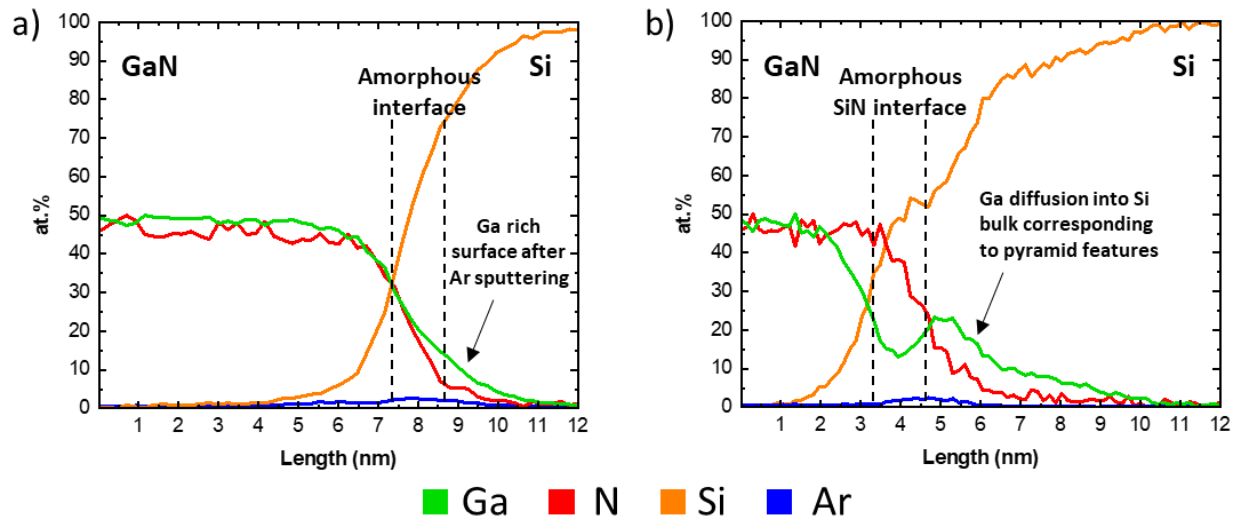 a)
100
90
80
70
60
50
40
30
20
10
0
at.%
GaN
Amorphous
interface
Si
Ga rich
surface after
Ar sputtering
1 2 3 4 5 6 7 8 9 10 11 12
Length (nm)
b)
100
90
80
70
60
50
40
30
20
10
0
at.%
GaN
Amorphous
SiN interface
Si
Ga diffusion into Si
bulk corresponding
to pyramid features
1 2 3 4 5 6 7 8 9 10 11 12
Length (nm)
Ga N Si Ar